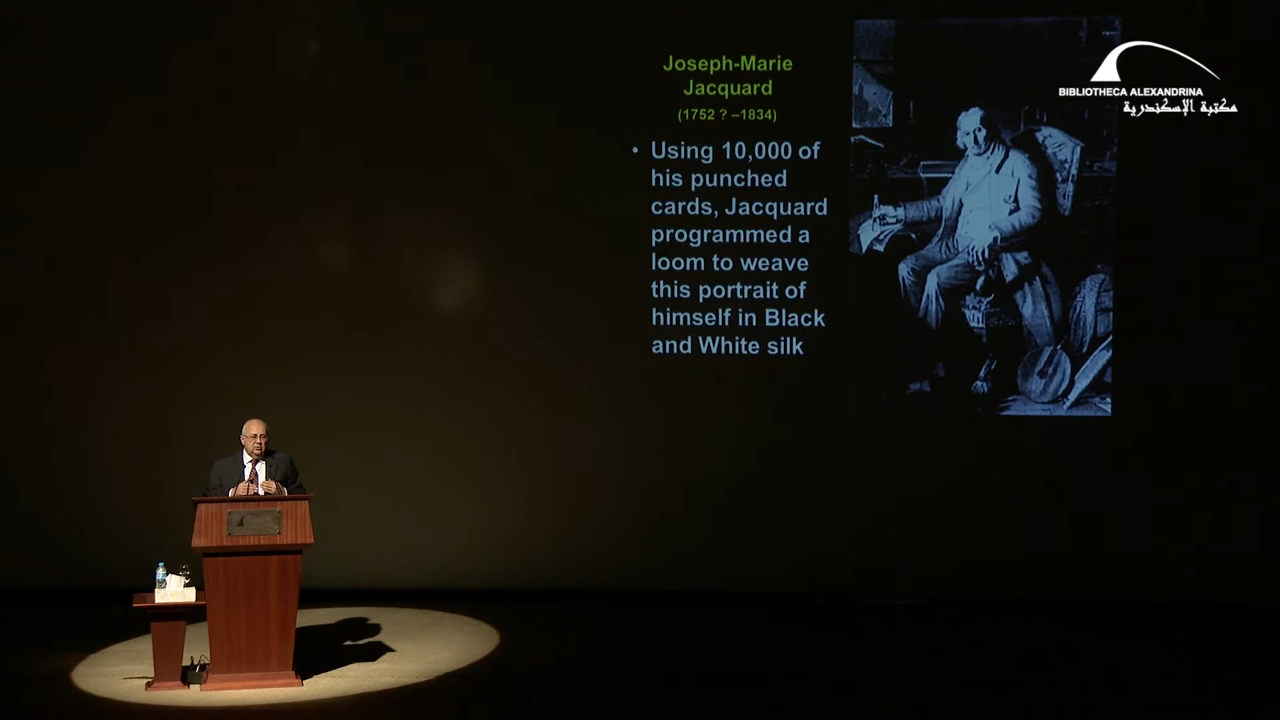 Joseph-Marie
Jacquard
(1752 ? –1834)
• Using 10,000 of
his punched
cards, Jacquard
programmed a
loom to weave
this portrait of
himself in Black
and White silk
BIBLIOTHECA ALEXANDRINA
مكتبة الإسكندرية